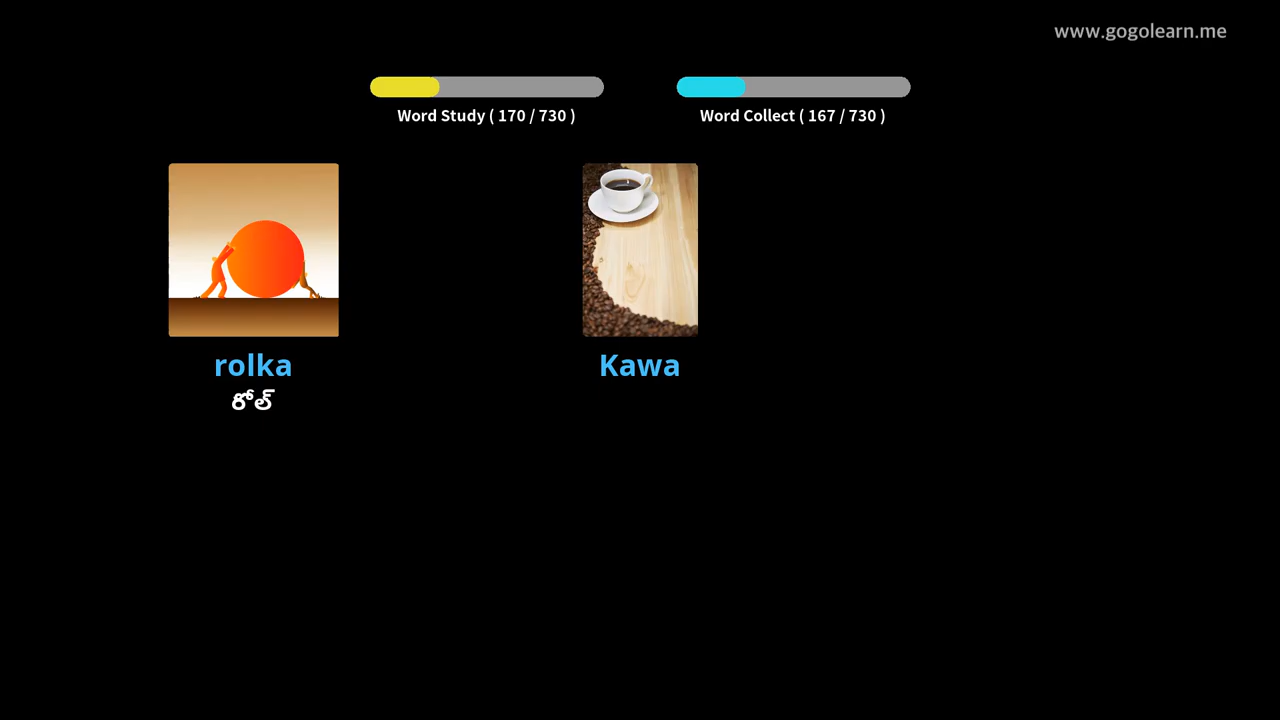 www.gogolearn.me
Word Study ( 170 / 730 )
Word Collect ( 167 / 730 )
rolka
రోల్
Kawa